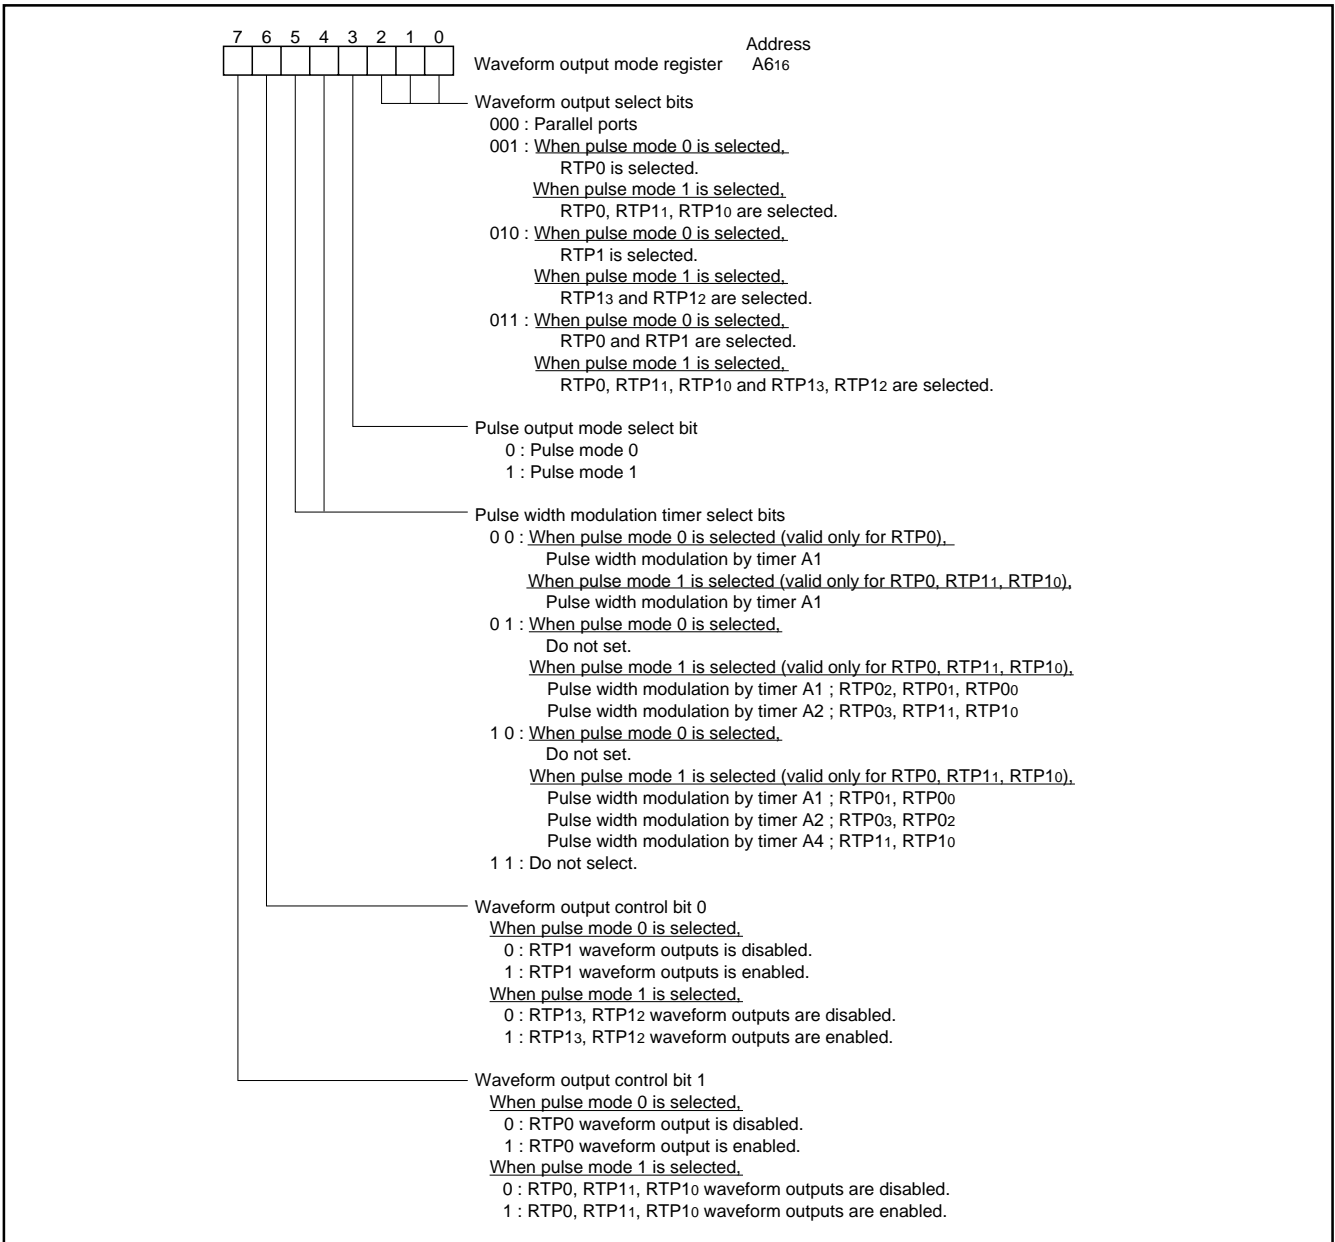 7 6 5 4 3 2 1 0
Address
Waveform output mode register A6₁₆
Waveform output select bits
000 : Parallel ports
001 : When pulse mode 0 is selected,
RTP0 is selected.
When pulse mode 1 is selected,
RTP0, RTP1₁, RTP1₀ are selected.
010 : When pulse mode 0 is selected,
RTP1 is selected.
When pulse mode 1 is selected,
RTP1₃ and RTP1₂ are selected.
011 : When pulse mode 0 is selected,
RTP0 and RTP1 are selected.
When pulse mode 1 is selected,
RTP0, RTP1₁, RTP1₀ and RTP1₃, RTP1₂ are selected.
Pulse output mode select bit
0 : Pulse mode 0
1 : Pulse mode 1
Pulse width modulation timer select bits
0 0 : When pulse mode 0 is selected (valid only for RTP0),
Pulse width modulation by timer A1
When pulse mode 1 is selected (valid only for RTP0, RTP1₁, RTP1₀),
Pulse width modulation by timer A1
0 1 : When pulse mode 0 is selected,
Do not set.
When pulse mode 1 is selected (valid only for RTP0, RTP1₁, RTP1₀),
Pulse width modulation by timer A1 ; RTP0₂, RTP0₁, RTP0₀
Pulse width modulation by timer A2 ; RTP0₃, RTP1₁, RTP1₀
1 0 : When pulse mode 0 is selected,
Do not set.
When pulse mode 1 is selected (valid only for RTP0, RTP1₁, RTP1₀),
Pulse width modulation by timer A1 ; RTP0₁, RTP0₀
Pulse width modulation by timer A2 ; RTP0₃, RTP0₂
Pulse width modulation by timer A4 ; RTP1₁, RTP1₀
1 1 : Do not select.
Waveform output control bit 0
When pulse mode 0 is selected,
0 : RTP1 waveform outputs is disabled.
1 : RTP1 waveform outputs is enabled.
When pulse mode 1 is selected,
0 : RTP1₃, RTP1₂ waveform outputs are disabled.
1 : RTP1₃, RTP1₂ waveform outputs are enabled.
Waveform output control bit 1
When pulse mode 0 is selected,
0 : RTP0 waveform output is disabled.
1 : RTP0 waveform output is enabled.
When pulse mode 1 is selected,
0 : RTP0, RTP1₁, RTP1₀ waveform outputs are disabled.
1 : RTP0, RTP1₁, RTP1₀ waveform outputs are enabled.